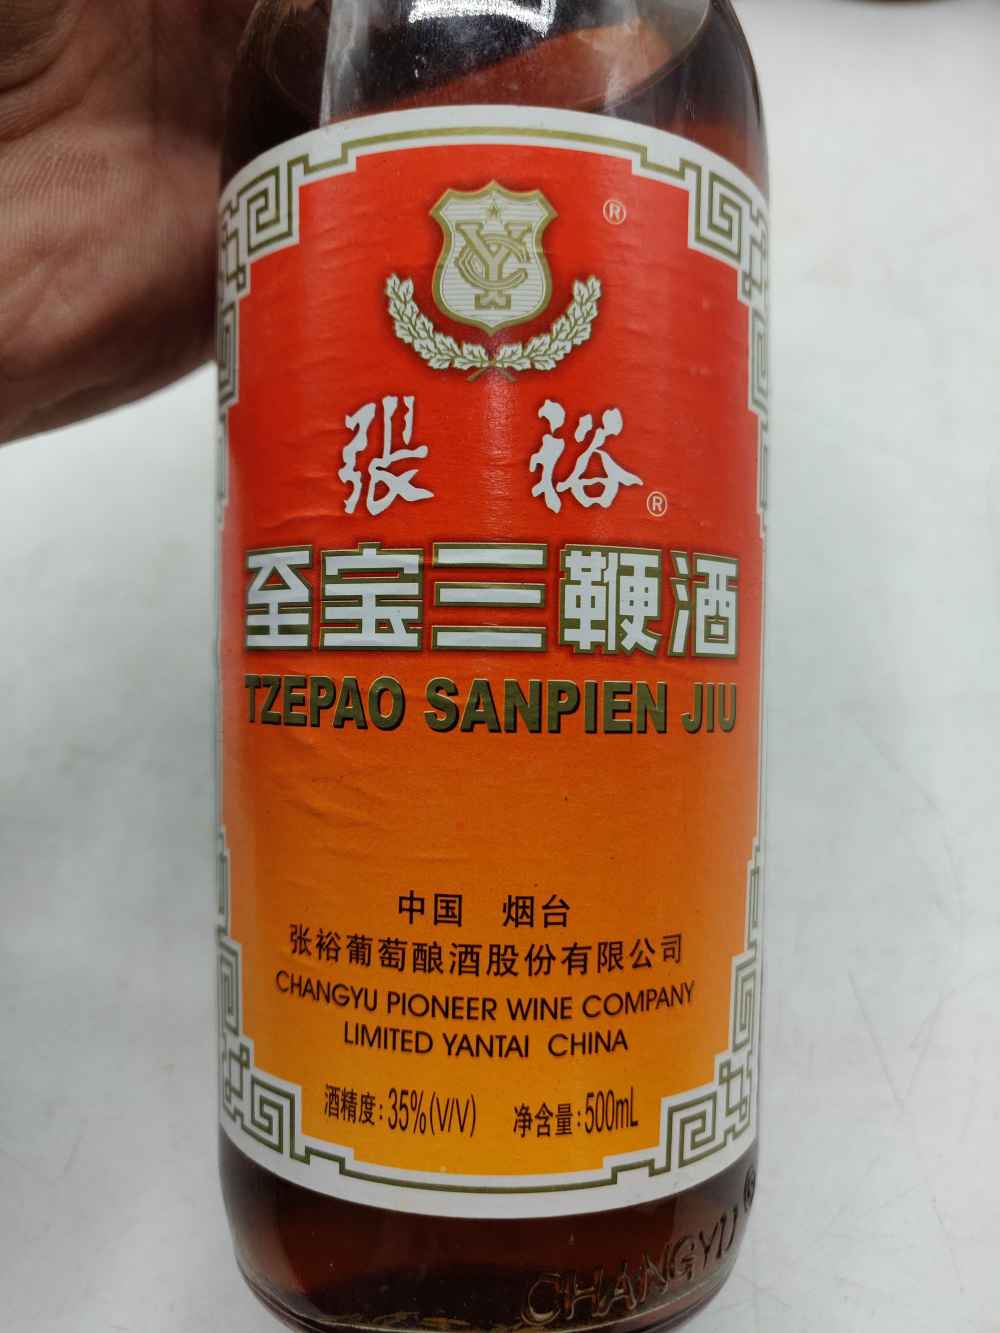 ®
張裕®
至宝三鞭酒
TZEPAO SANPIEN JIU
中国 烟台
张裕葡萄酿酒股份有限公司
CHANGYU PIONEER WINE COMPANY
LIMITED YANTAI CHINA
酒精度:35%(V/V) 净含量:500mL
CHANGYU®